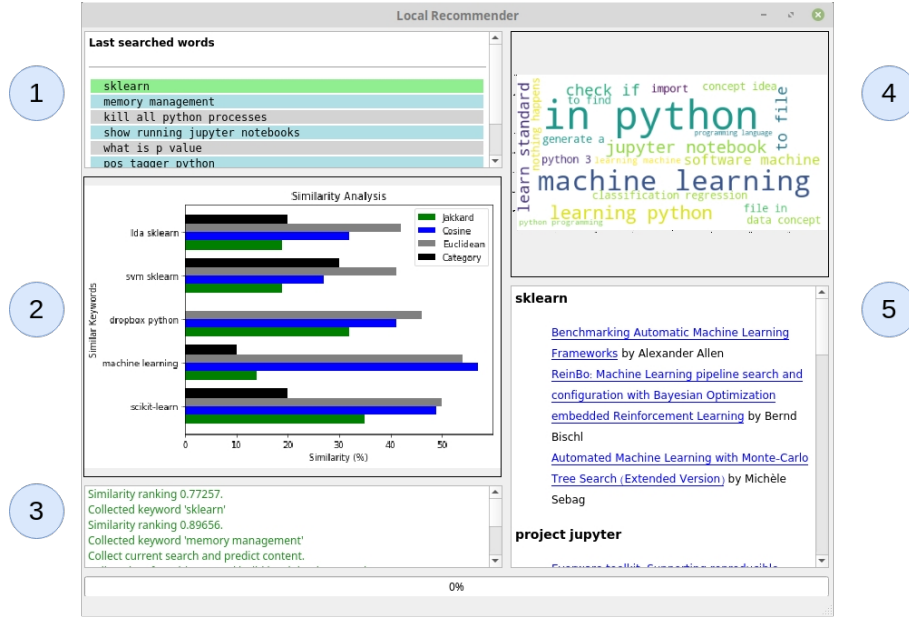 Local Recommender
1
Last searched words
sklearn
memory management
kill all python processes
show running jupyter notebooks
what is p value
pos tagger python
2
Similarity Analysis
Similar Keywords
lda sklearn
svm sklearn
dropbox python
machine learning
scikit-learn
Jakkard
Cosine
Euclidean
Category
0 10 20 30 40 50
Similarity (%)
3
Similarity ranking 0.77257.
Collected keyword 'sklearn'
Similarity ranking 0.89656.
Collected keyword 'memory management'
Collect current search and predict content.
4
learn standard
nothing happens
check if
to find
import
concept idea
in python
to file
programming language
generate a
jupyter notebook
python 3
learning machine
software machine
machine learning
classification regression
learning python
file in
python programming
data concept
5
sklearn
Benchmarking Automatic Machine Learning
Frameworks by Alexander Allen
ReinBo: Machine Learning pipeline search and
configuration with Bayesian Optimization
embedded Reinforcement Learning by Bernd
Bischl
Automated Machine Learning with Monte-Carlo
Tree Search (Extended Version) by Michèle
Sebag
project jupyter
0%